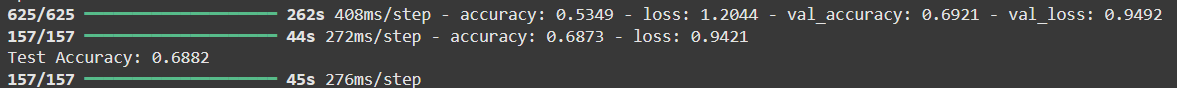 625/625 ━━━━━━━━━━━━━━━━━━━━ 262s 408ms/step - accuracy: 0.5349 - loss: 1.2044 - val_accuracy: 0.6921 - val_loss: 0.9492
157/157 ━━━━━━━━━━━━━━━━━━━━ 44s 272ms/step - accuracy: 0.6873 - loss: 0.9421
Test Accuracy: 0.6882
157/157 ━━━━━━━━━━━━━━━━━━━━ 45s 276ms/step